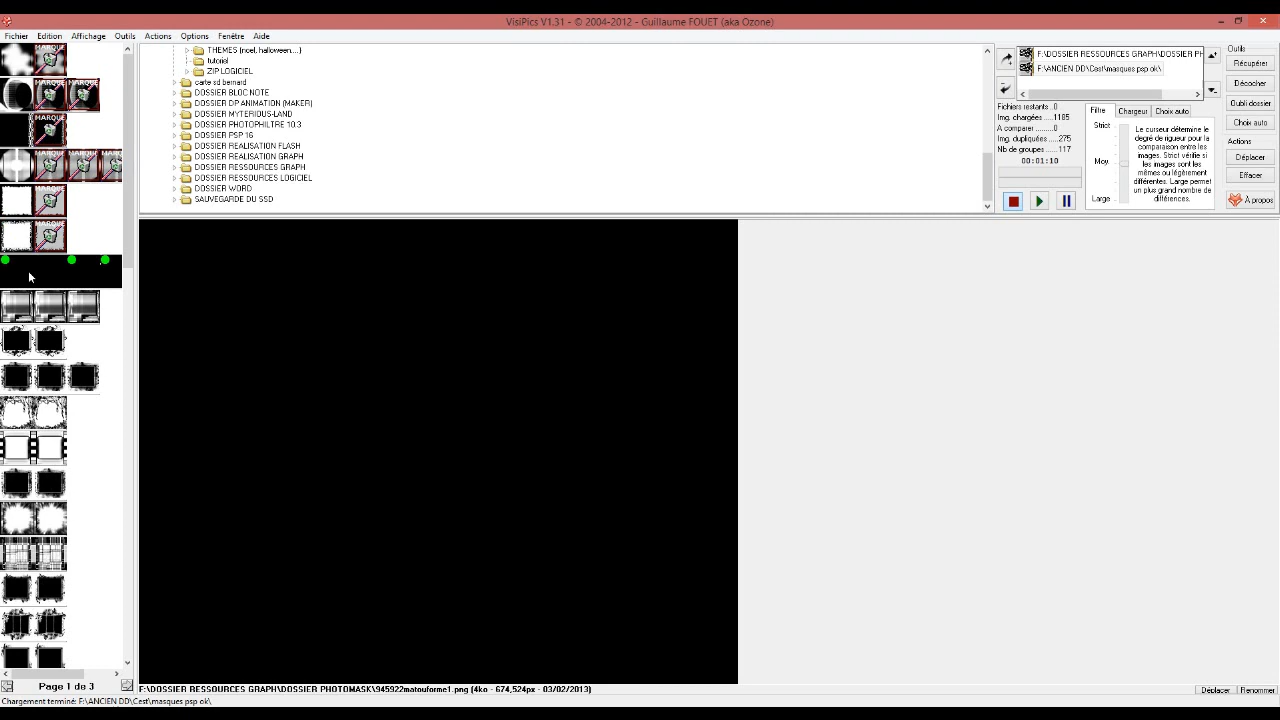 VisiPics V1.31 - © 2004-2012 - Guillaume FOUET (aka Ozone)
Fichier Edition Affichage Outils Actions Options Fenêtre Aide
MARQUE
MARQUE MARQUE
MARQUE
MARQUE MARQUE MARQUE
MARQUE
MARQUE
THEMES (noel, halloween....)
tutoriel
ZIP LOGICIEL
carte sd bernard
DOSSIER BLOC NOTE
DOSSIER DP ANIMATION (MAKER)
DOSSIER MYTERIOUS-LAND
DOSSIER PHOTOPHILTRE 10.3
DOSSIER PSP 16
DOSSIER REALISATION FLASH
DOSSIER REALISATION GRAPH
DOSSIER RESSOURCES GRAPH
DOSSIER RESSOURCES LOGICIEL
DOSSIER WORD
SAUVEGARDE DU SSD
F:\DOSSIER RESSOURCES GRAPH\DOSSIER PH
F:\ANCIEN DD\Cest\masques psp ok\
Fichiers restants..0
Img. chargées....1185
A comparer.......0
Img. dupliquées....275
Nb de groupes.....117
00:01:10
Filtre Chargeur Choix auto
Strict
Moy.
Large
Le curseur détermine le
degré de rigueur pour la
comparaison entre les
images. Strict vérifie si
les images sont les
mêmes ou légèrement
différentes. Large permet
un plus grand nombre de
différences.
Outils
Récupérer
Décocher
Oubli dossier
Choix auto
Actions
Déplacer
Effacer
À propos
Page 1 de 3
F:\DOSSIER RESSOURCES GRAPH\DOSSIER PHOTOMASK\945922matouforme1.png (4ko - 674,524px - 03/02/2013)
Déplacer Renommer
Chargement terminé: F:\ANCIEN DD\Cest\masques psp ok\